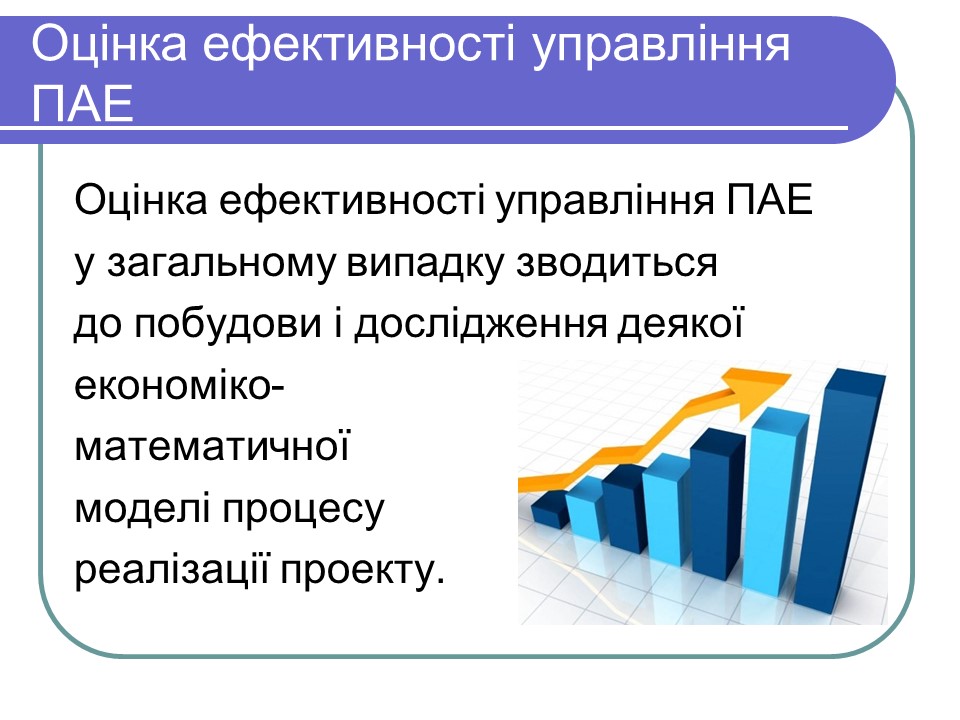 Оцінка ефективності управління
ПАЕ
Оцінка ефективності управління ПАЕ
у загальному випадку зводиться
до побудови і дослідження деякої
економіко-
математичної
моделі процесу
реалізації проекту.